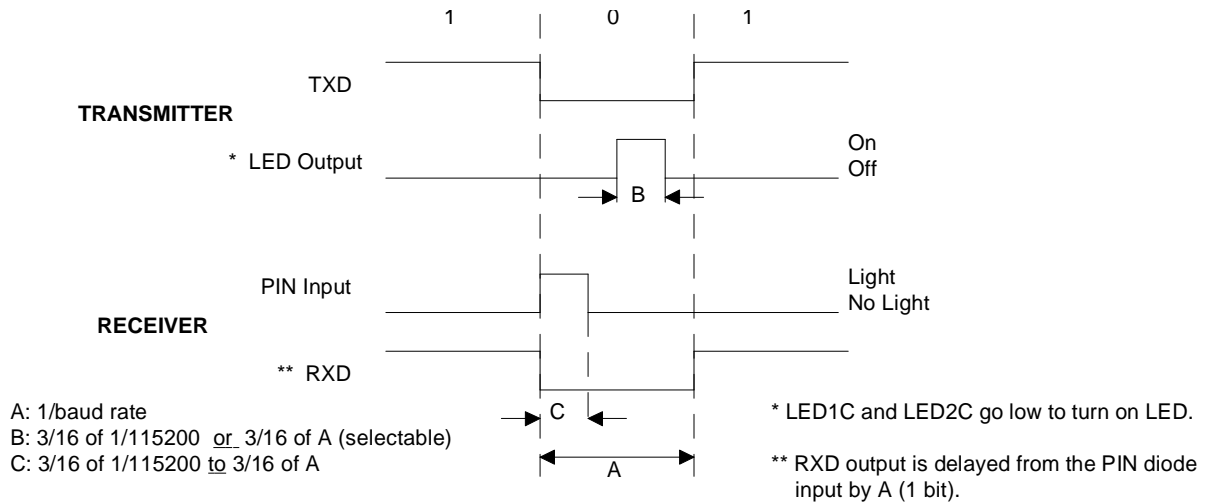 1 0 1
TXD
TRANSMITTER
* LED Output
On
Off
B
PIN Input
Light
No Light
RECEIVER
** RXD
C
A
A: 1/baud rate
B: 3/16 of 1/115200 or 3/16 of A (selectable)
C: 3/16 of 1/115200 to 3/16 of A
* LED1C and LED2C go low to turn on LED.
** RXD output is delayed from the PIN diode
input by A (1 bit).